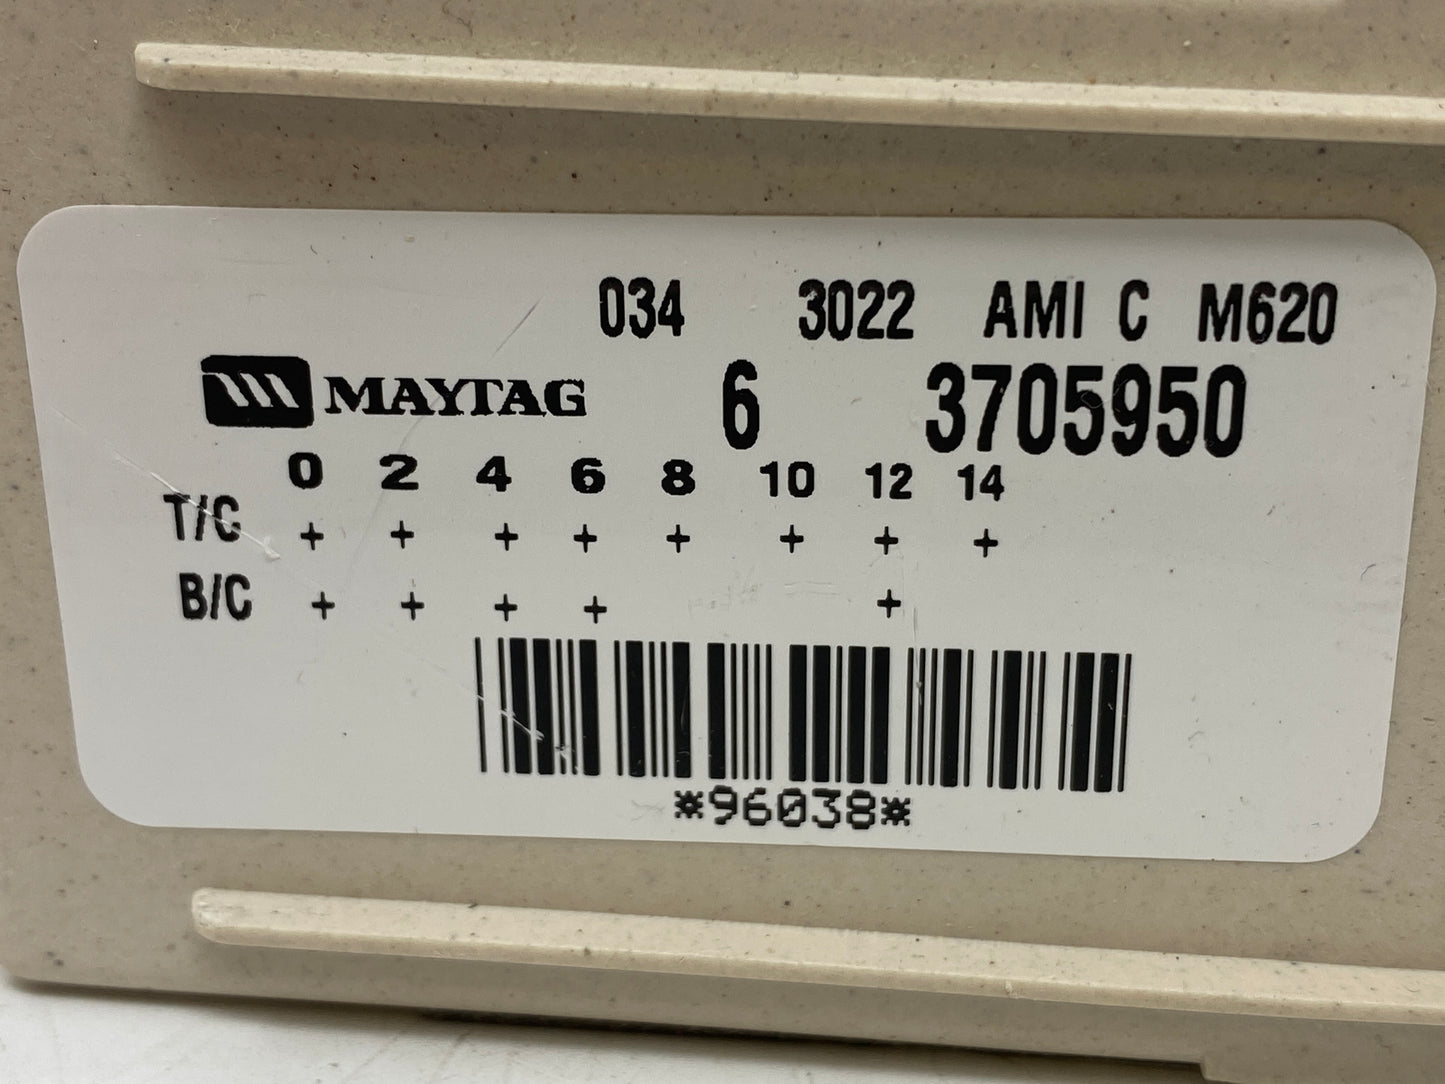 034 3022 AMI C M620
MAYTAG 6 3705950
0 2 4 6 8 10 12 14
T/C + + + + + + + +
B/C + + + + +
*96038*